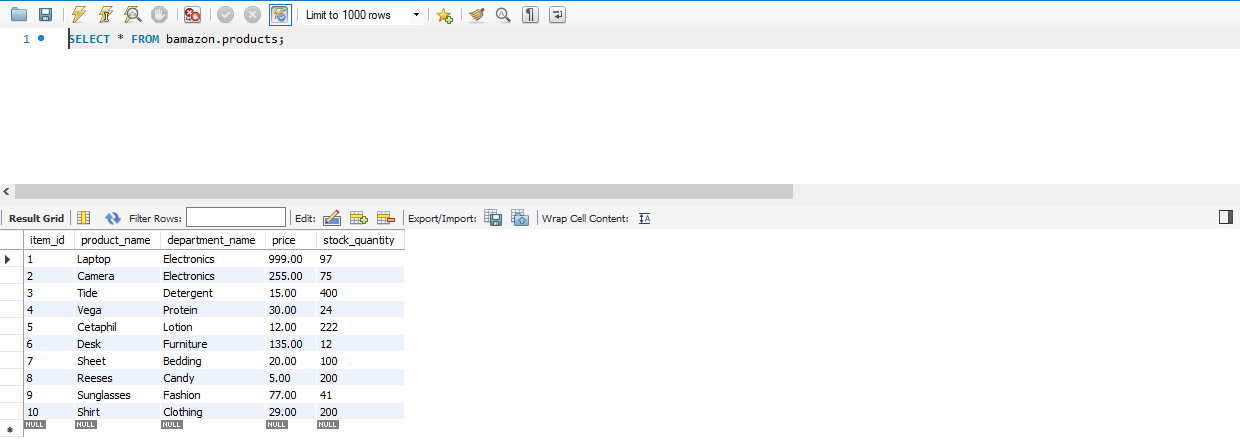 Limit to 1000 rows
1 SELECT * FROM bamazon.products;
Result Grid Filter Rows: Edit: Export/Import: Wrap Cell Content:
item_id product_name department_name price stock_quantity
1 Laptop Electronics 999.00 97
2 Camera Electronics 255.00 75
3 Tide Detergent 15.00 400
4 Vega Protein 30.00 24
5 Cetaphil Lotion 12.00 222
6 Desk Furniture 135.00 12
7 Sheet Bedding 20.00 100
8 Reeses Candy 5.00 200
9 Sunglasses Fashion 77.00 41
10 Shirt Clothing 29.00 200
NULL NULL NULL NULL NULL